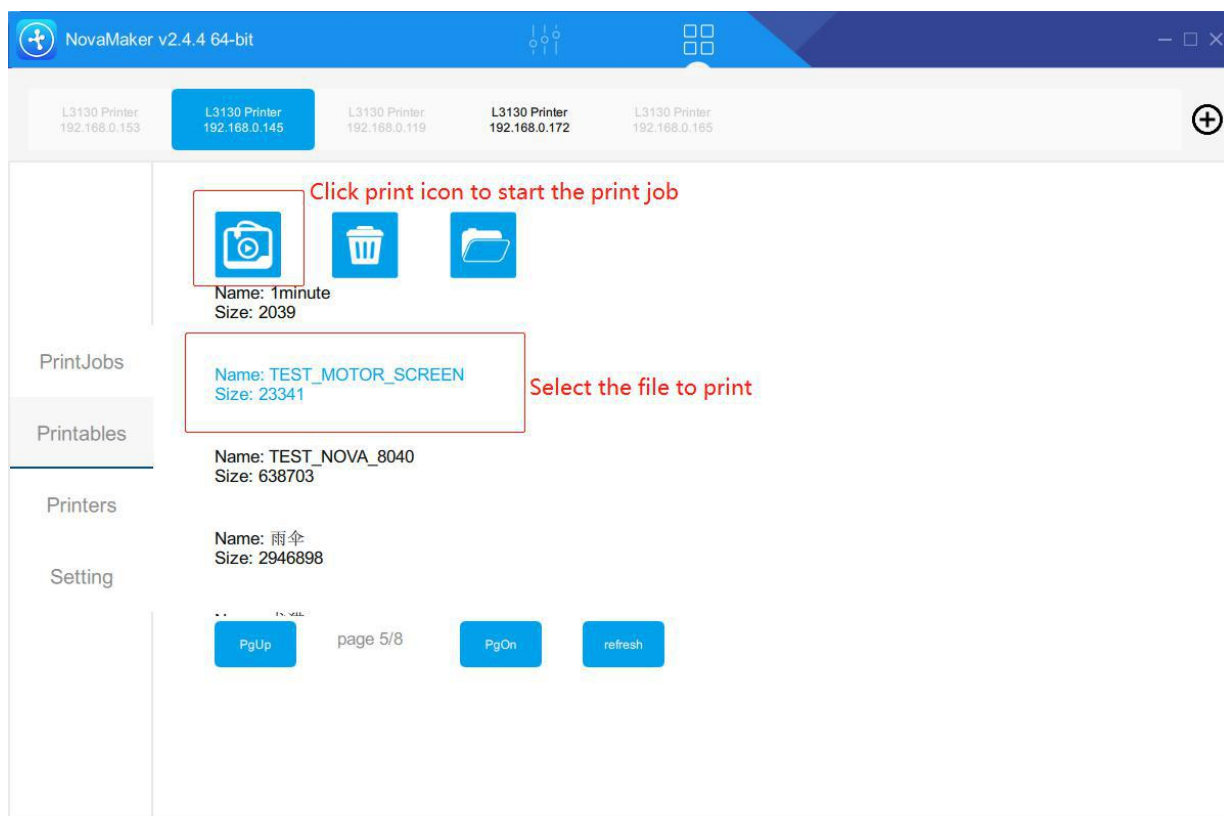 NovaMaker v2.4.4 64-bit
L3130 Printer
192.168.0.153
L3130 Printer
192.168.0.145
L3130 Printer
192.168.0.119
L3130 Printer
192.168.0.172
L3130 Printer
192.168.0.165
Click print icon to start the print job
Name: 1minute
Size: 2039
PrintJobs
Name: TEST_MOTOR_SCREEN
Size: 23341
Select the file to print
Printables
Name: TEST_NOVA_8040
Size: 638703
Printers
Name: 雨伞
Size: 2946898
Setting
PgUp
page 5/8
PgOn
refresh